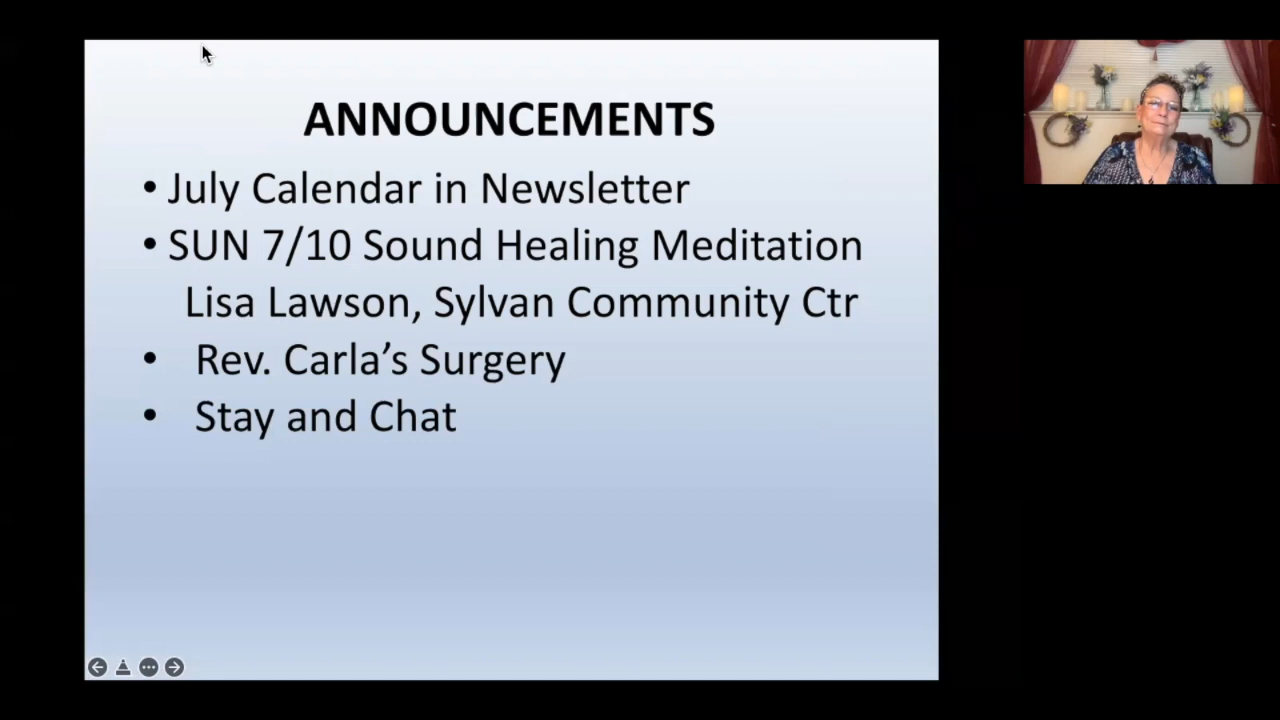 ANNOUNCEMENTS
• July Calendar in Newsletter
• SUN 7/10 Sound Healing Meditation
Lisa Lawson, Sylvan Community Ctr
• Rev. Carla’s Surgery
• Stay and Chat